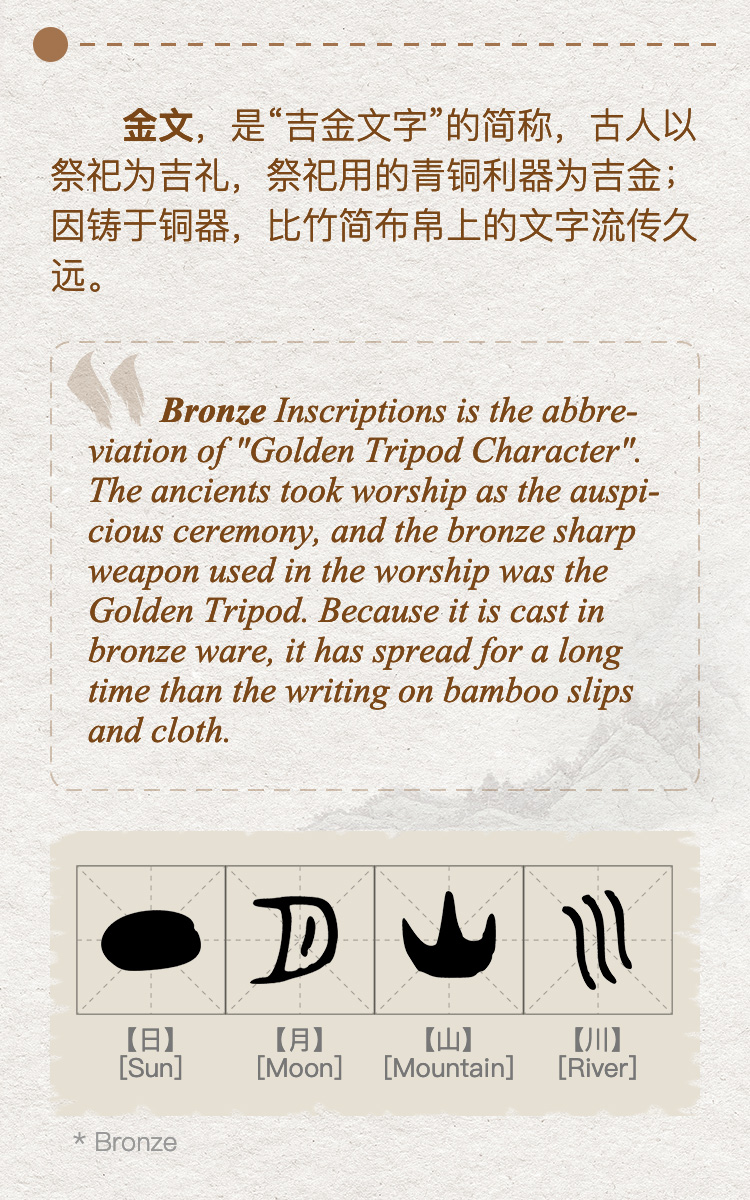 金文，是“吉金文字”的简称，古人以
祭祀为吉礼，祭祀用的青铜利器为吉金；
因铸于铜器，比竹简布帛上的文字流传久
远。
Bronze Inscriptions is the abbre-
viation of "Golden Tripod Character".
The ancients took worship as the auspi-
cious ceremony, and the bronze sharp
weapon used in the worship was the
Golden Tripod. Because it is cast in
bronze ware, it has spread for a long
time than the writing on bamboo slips
and cloth.
【日】 【月】 【山】 【川】
[Sun] [Moon] [Mountain] [River]
* Bronze